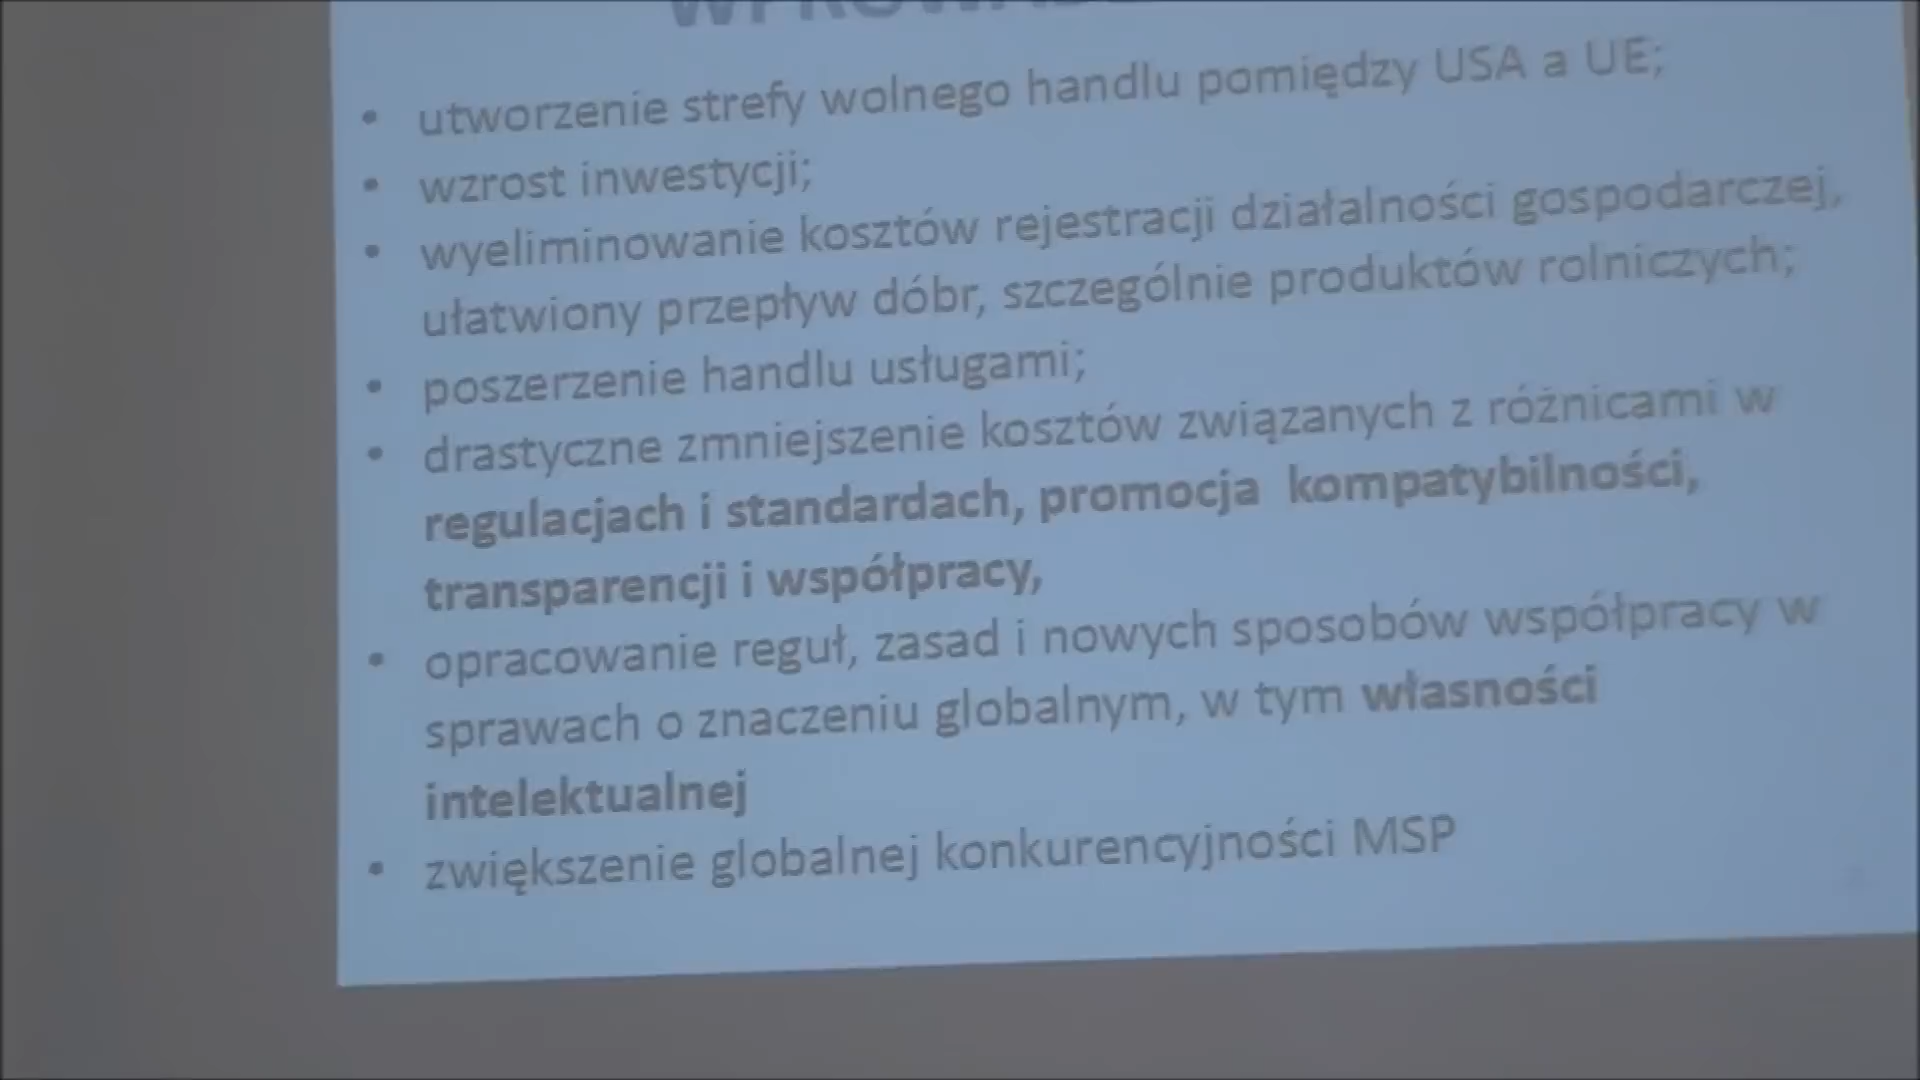 • utworzenie strefy wolnego handlu pomiędzy USA a UE;
• wzrost inwestycji;
• wyeliminowanie kosztów rejestracji działalności gospodarczej,
ułatwiony przepływ dóbr, szczególnie produktów rolniczych;
• poszerzenie handlu usługami;
• drastyczne zmniejszenie kosztów związanych z różnicami w
regulacjach i standardach, promocja kompatybilności,
transparencji i współpracy,
• opracowanie reguł, zasad i nowych sposobów współpracy w
sprawach o znaczeniu globalnym, w tym własności
intelektualnej
• zwiększenie globalnej konkurencyjności MSP